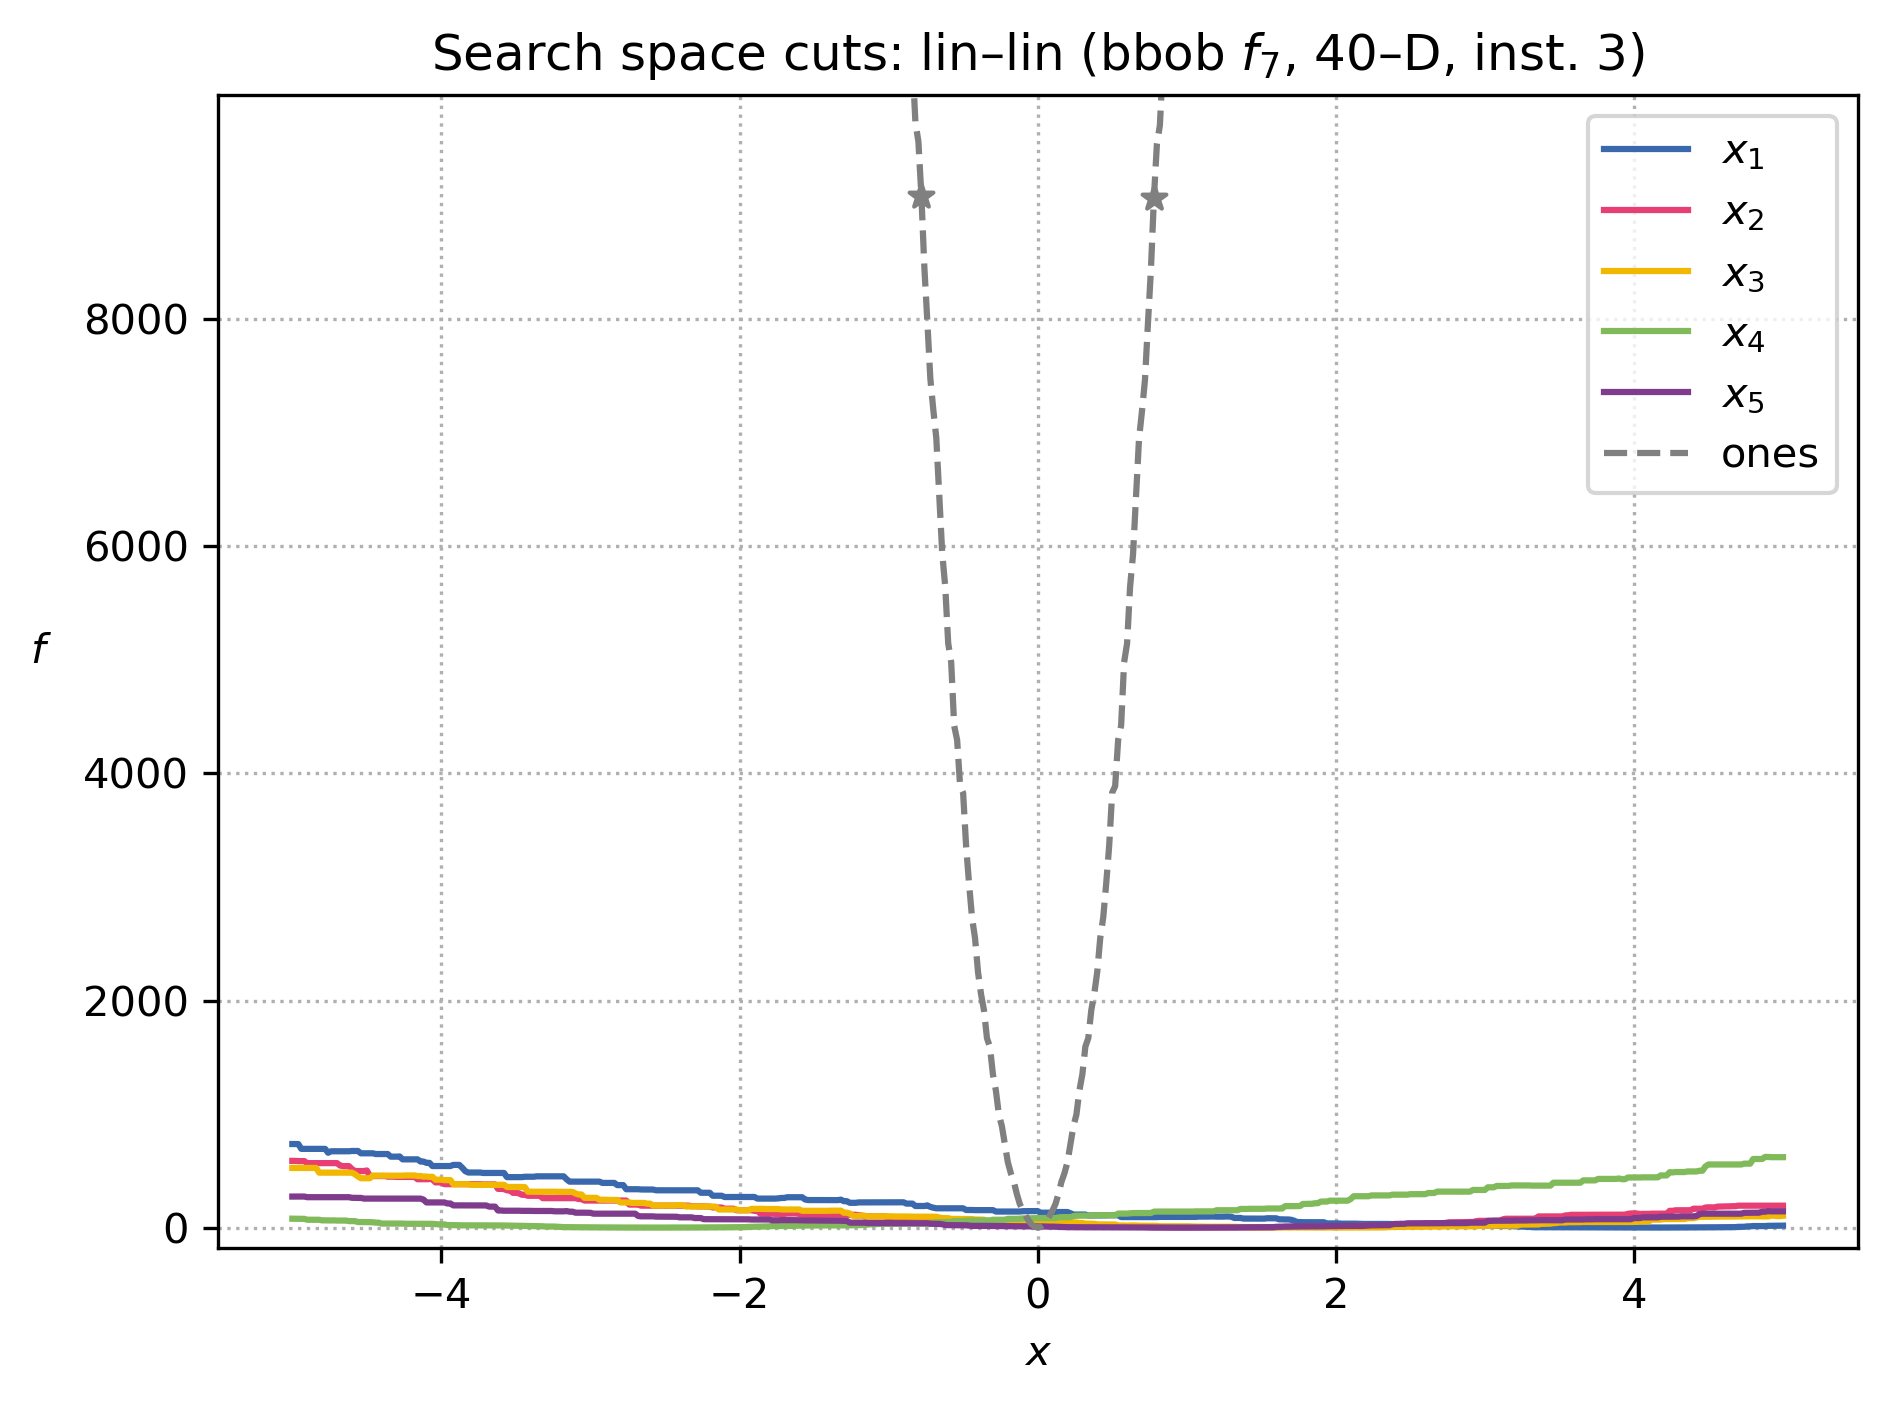 Search space cuts: lin–lin (bbob f₇, 40–D, inst. 3)
x₁
x₂
x₃
x₄
x₅
ones
8000
6000
4000
2000
0
f
−4
−2
0
2
4
x